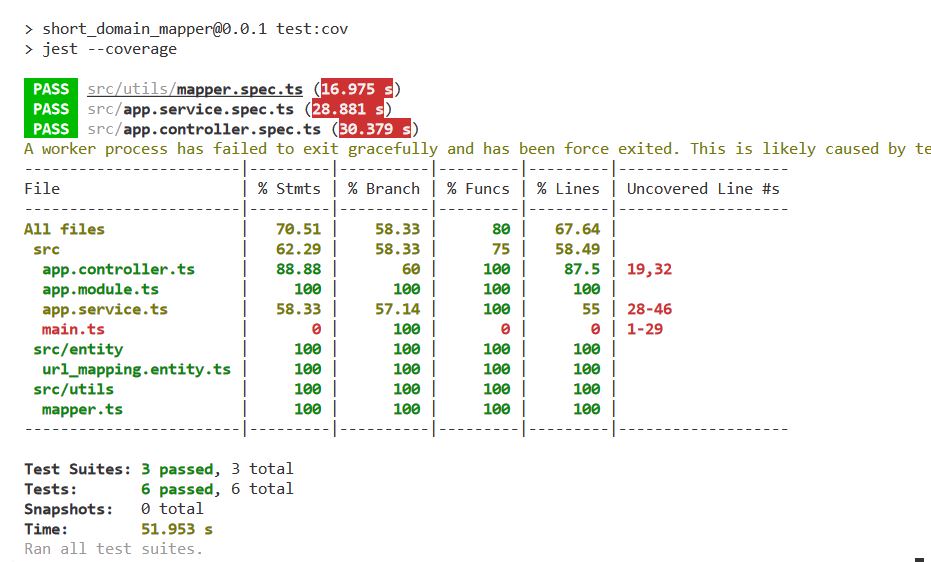 > short_domain_mapper@0.0.1 test:cov
> jest --coverage
PASS src/utils/mapper.spec.ts (16.975 s)
PASS src/app.service.spec.ts (28.881 s)
PASS src/app.controller.spec.ts (30.379 s)
A worker process has failed to exit gracefully and has been force exited. This is likely caused by te
------------------------|---------|----------|---------|---------|-------------------
File | % Stmts | % Branch | % Funcs | % Lines | Uncovered Line #s
------------------------|---------|----------|---------|---------|-------------------
All files | 70.51 | 58.33 | 80 | 67.64 |
src | 62.29 | 58.33 | 75 | 58.49 |
app.controller.ts | 88.88 | 60 | 100 | 87.5 | 19,32
app.module.ts | 100 | 100 | 100 | 100 |
app.service.ts | 58.33 | 57.14 | 100 | 55 | 28-46
main.ts | 0 | 100 | 0 | 0 | 1-29
src/entity | 100 | 100 | 100 | 100 |
url_mapping.entity.ts | 100 | 100 | 100 | 100 |
src/utils | 100 | 100 | 100 | 100 |
mapper.ts | 100 | 100 | 100 | 100 |
------------------------|---------|----------|---------|---------|-------------------
Test Suites: 3 passed, 3 total
Tests: 6 passed, 6 total
Snapshots: 0 total
Time: 51.953 s
Ran all test suites.